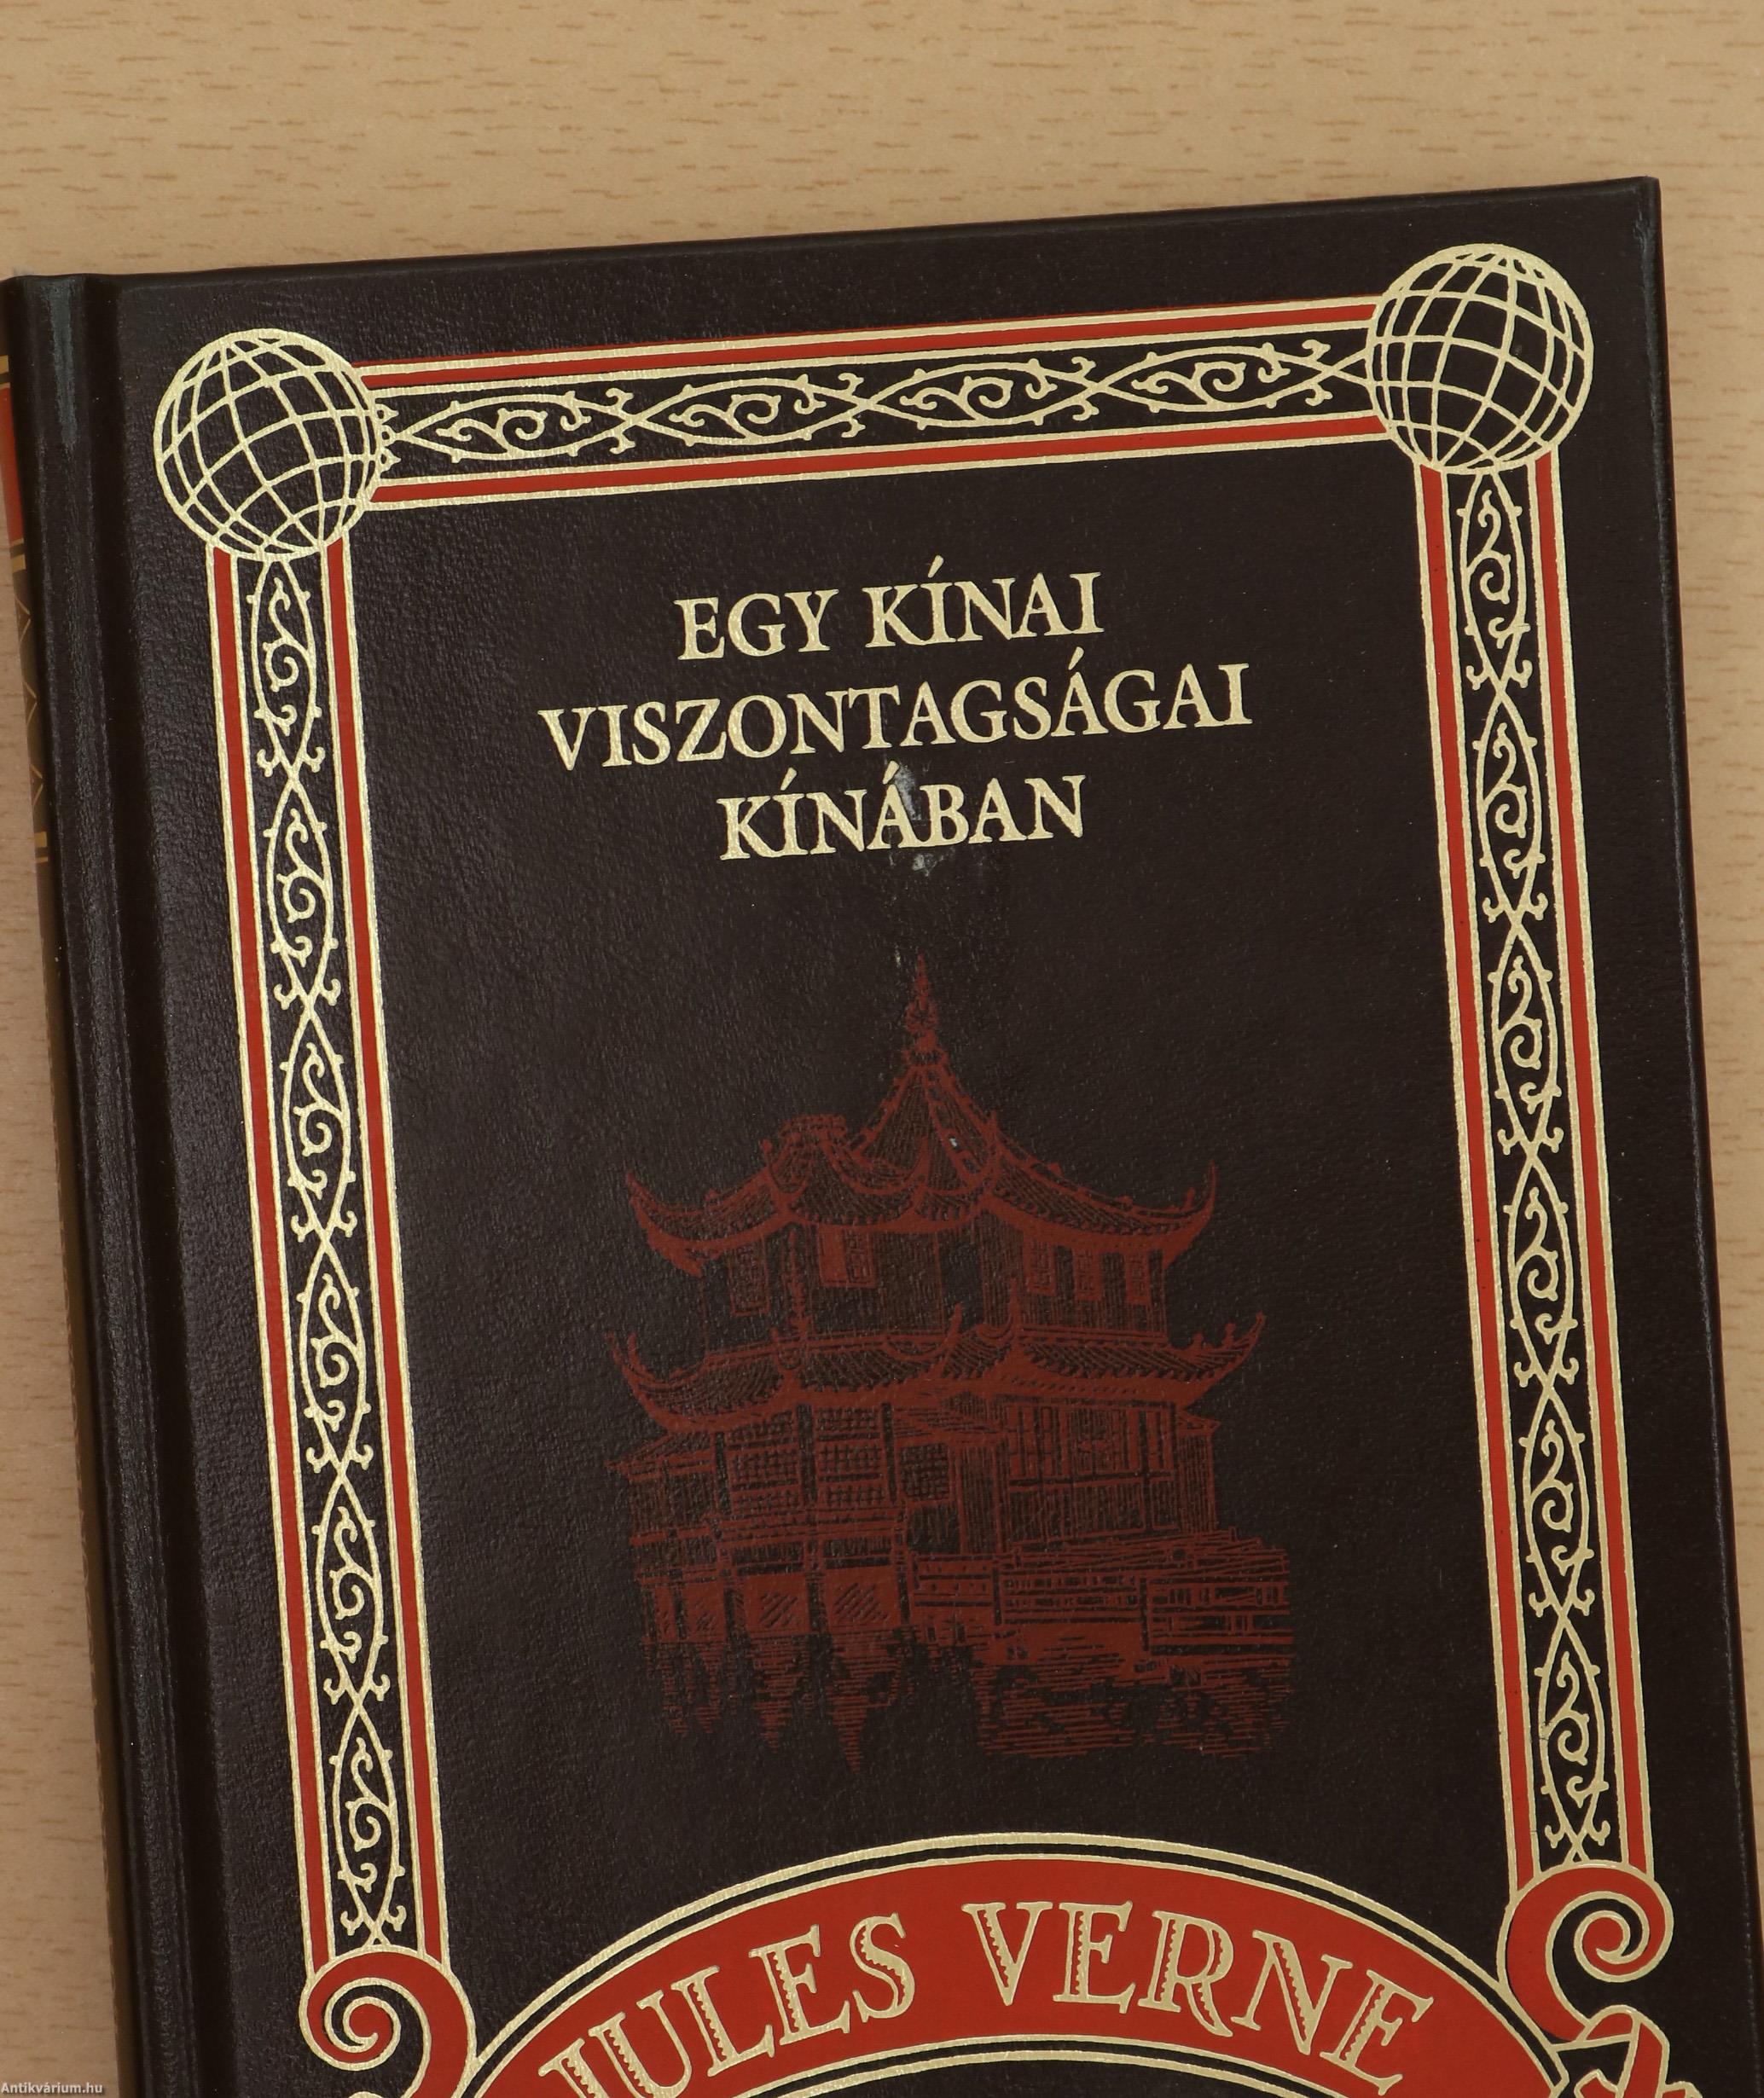 EGY KÍNAI
VISZONTAGSÁGAI
KÍNÁBAN
JULES VERNE
Antikvárium.hu